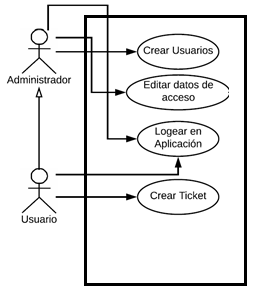 Crear Usuarios
Administrador
Editar datos de
acceso
Logear en
Aplicación
Crear Ticket
Usuario